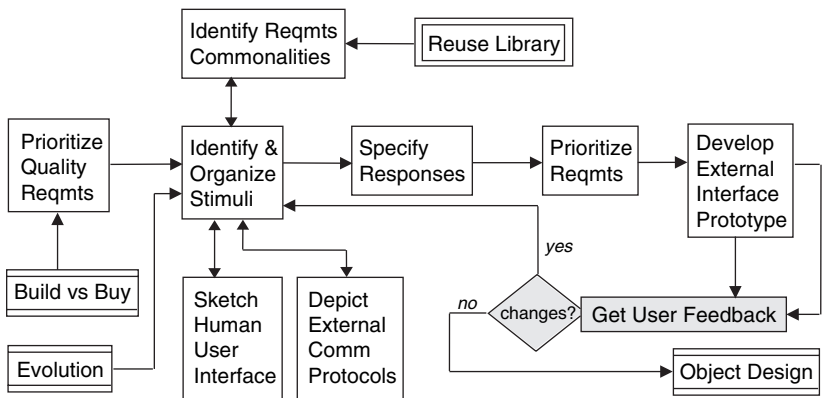 Identify Reqmts
Commonalities
Reuse Library
Prioritize
Quality
Reqmts
Identify &
Organize
Stimuli
Specify
Responses
Prioritize
Reqmts
Develop
External
Interface
Prototype
yes
Build vs Buy
Sketch
Human
User
Interface
Depict
External
Comm
Protocols
no
changes?
Get User Feedback
Evolution
Object Design